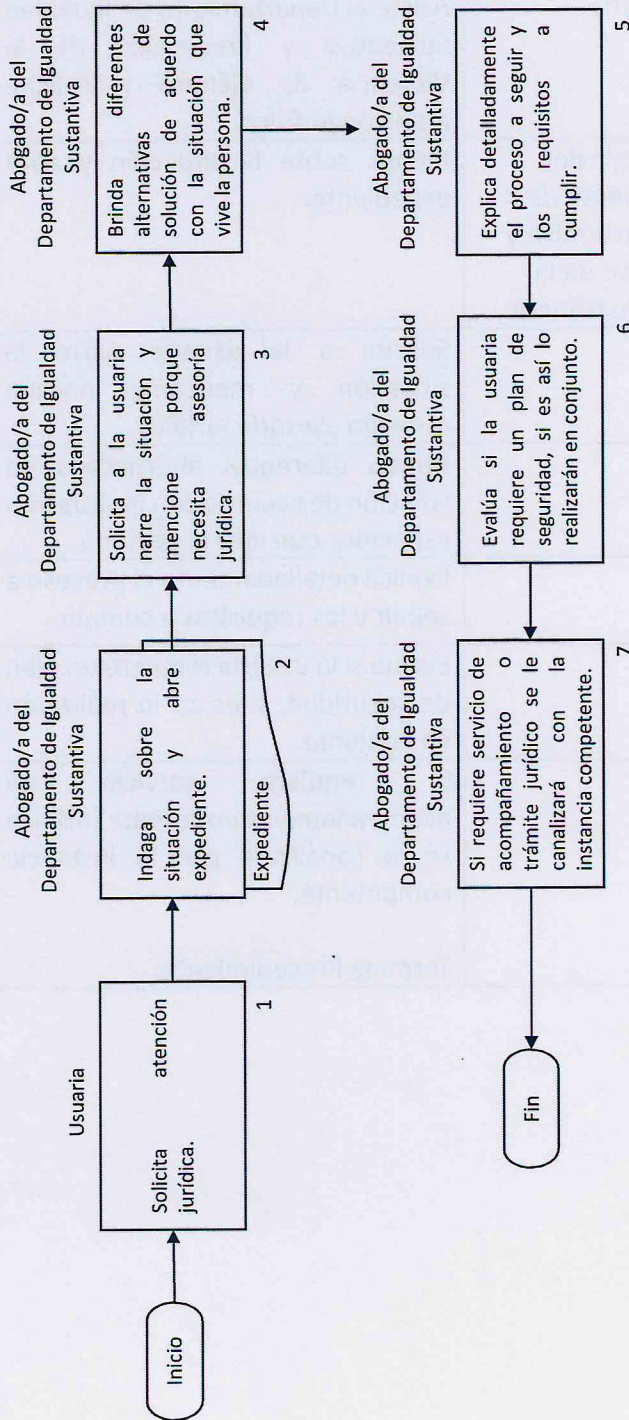 Inicio
Usuaria
Solicita atención
jurídica.
1
Abogado/a del
Departamento de Igualdad
Sustantiva
Indaga sobre la
situación y abre
expediente.
2
Expediente
Abogado/a del
Departamento de Igualdad
Sustantiva
Solicita a la usuaria
narre la situación y
mencione porque
necesita asesoría
jurídica.
3
Abogado/a del
Departamento de Igualdad
Sustantiva
Brinda diferentes
alternativas de
solución de acuerdo
con la situación que
vive la persona.
4
Abogado/a del
Departamento de Igualdad
Sustantiva
Explica detalladamente
el proceso a seguir y
los requisitos a
cumplir.
5
Abogado/a del
Departamento de Igualdad
Sustantiva
Evalúa si la usuaria
requiere un plan de
seguridad, si es así lo
realizarán en conjunto.
6
Abogado/a del
Departamento de Igualdad
Sustantiva
Si requiere servicio de
acompañamiento o
trámite jurídico se le
canalizará con la
instancia competente.
7
Fin